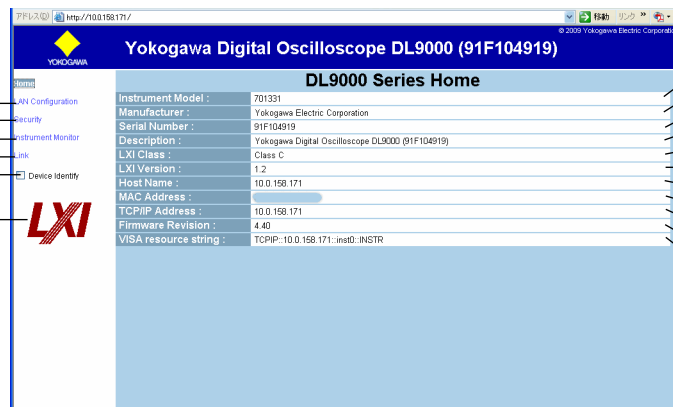 アドレス(D) http://10.0.158.171/ 移動 リンク »
© 2009 Yokogawa Electric Corporatio
YOKOGAWA
Yokogawa Digital Oscilloscope DL9000 (91F104919)
Home
LAN Configuration
Security
Instrument Monitor
Link
Device Identify
LXI
DL9000 Series Home
Instrument Model : 701331
Manufacturer : Yokogawa Electric Corporation
Serial Number : 91F104919
Description : Yokogawa Digital Oscilloscope DL9000 (91F104919)
LXI Class : Class C
LXI Version : 1.2
Host Name : 10.0.158.171
MAC Address :
TCP/IP Address : 10.0.158.171
Firmware Revision : 4.40
VISA resource string : TCPIP::10.0.158.171::inst0::INSTR